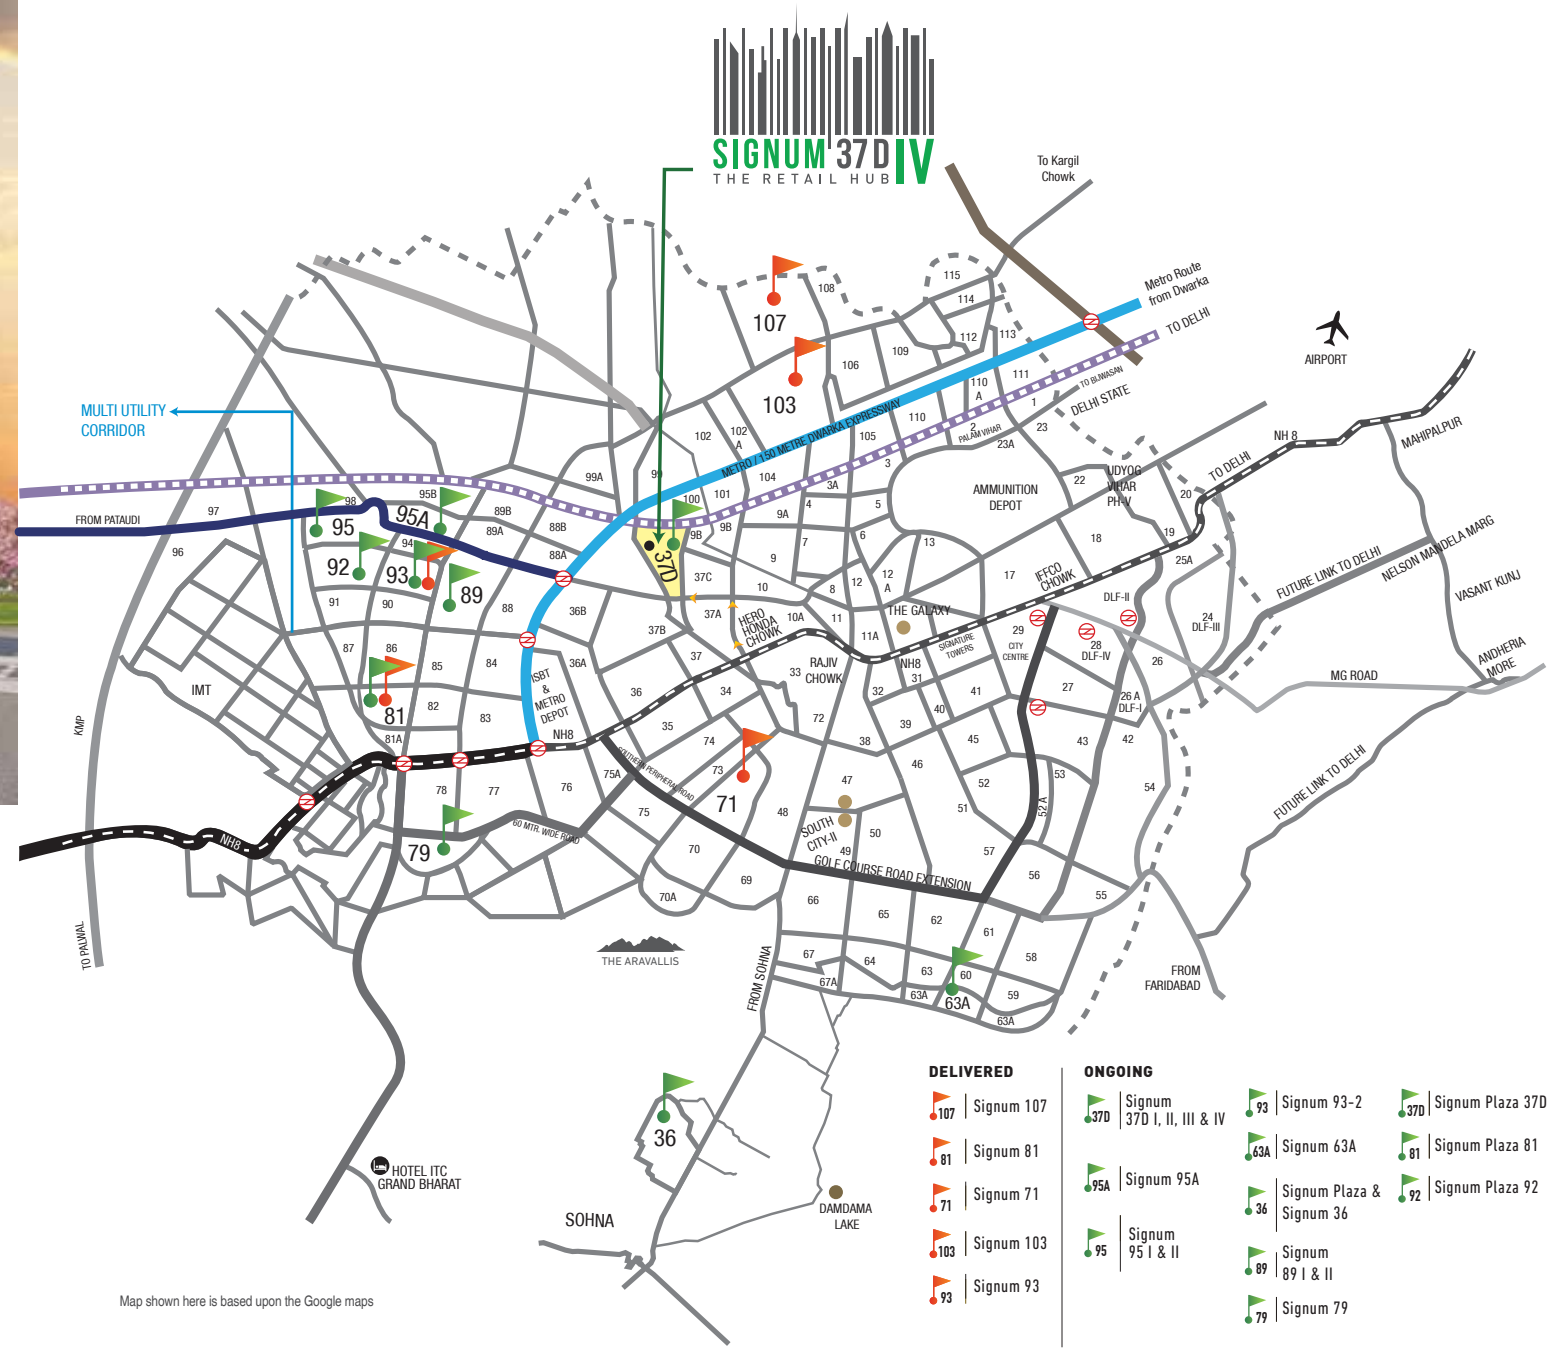 SIGNUM 37D IV
THE RETAIL HUB
To Kargil
Chowk
Metro Route
from Dwarka
TO DELHI
AIRPORT
MULTI UTILITY
CORRIDOR
107
108
115
114
112
113
103
106
109
111
110
A
110
TO BIJWASAN
DELHI STATE
1
2
PALAM VIHAR
23
23A
METRO / 150 METRE DWARKA EXPRESSWAY
102
102
A
105
104
3
3A
99
99A
100
101
9A
9B
9B
4
5
6
7
9
AMMUNITION
DEPOT
22
UDYOG
VIHAR
PH-V
20
TO DELHI
NH 8
MAHIPALPUR
FROM PATAUDI
97
98
95
95A
95B
89B
89A
88B
88A
96
92
94
93
89
91
90
88
36B
37D
37C
37A
37B
37
10
10A
8
12
12
A
11
11A
13
17
18
19
25A
IFFCO
CHOWK
DLF-II
FUTURE LINK TO DELHI
NELSON MANDELA MARG
VASANT KUNJ
ANDHERIA
MORE
MG ROAD
24
DLF-III
HERO
HONDA
CHOWK
THE GALAXY
SIGNATURE
TOWERS
29
CITY
CENTRE
28
DLF-IV
26
26 A
DLF-I
27
87
86
85
84
36A
ISBT
&
METRO
DEPOT
IMT
KMP
81
82
83
81A
NH8
36
35
34
33
RAJIV
CHOWK
NH8
31
32
41
40
39
38
72
74
73
71
SOUTHERN PERIPHERAL ROAD
75A
75
76
77
78
79
60 MTR. WIDE ROAD
NH8
TO PALWAL
45
46
43
42
47
48
SOUTH
CITY-II
49
50
51
52
52 A
53
54
FUTURE LINK TO DELHI
57
56
55
GOLF COURSE ROAD EXTENSION
70
70A
69
66
65
62
61
58
67
67A
64
63
60
59
63A
63A
63A
FROM
FARIDABAD
THE ARAVALLIS
FROM SOHNA
36
HOTEL ITC
GRAND BHARAT
SOHNA
DAMDAMA
LAKE
DELIVERED
107 Signum 107
81 Signum 81
71 Signum 71
103 Signum 103
93 Signum 93
ONGOING
37D Signum
37D I, II, III & IV
95A Signum 95A
95 Signum
95 I & II
93 Signum 93-2
63A Signum 63A
36 Signum Plaza &
Signum 36
89 Signum
89 I & II
79 Signum 79
37D Signum Plaza 37D
81 Signum Plaza 81
92 Signum Plaza 92
Map shown here is based upon the Google maps